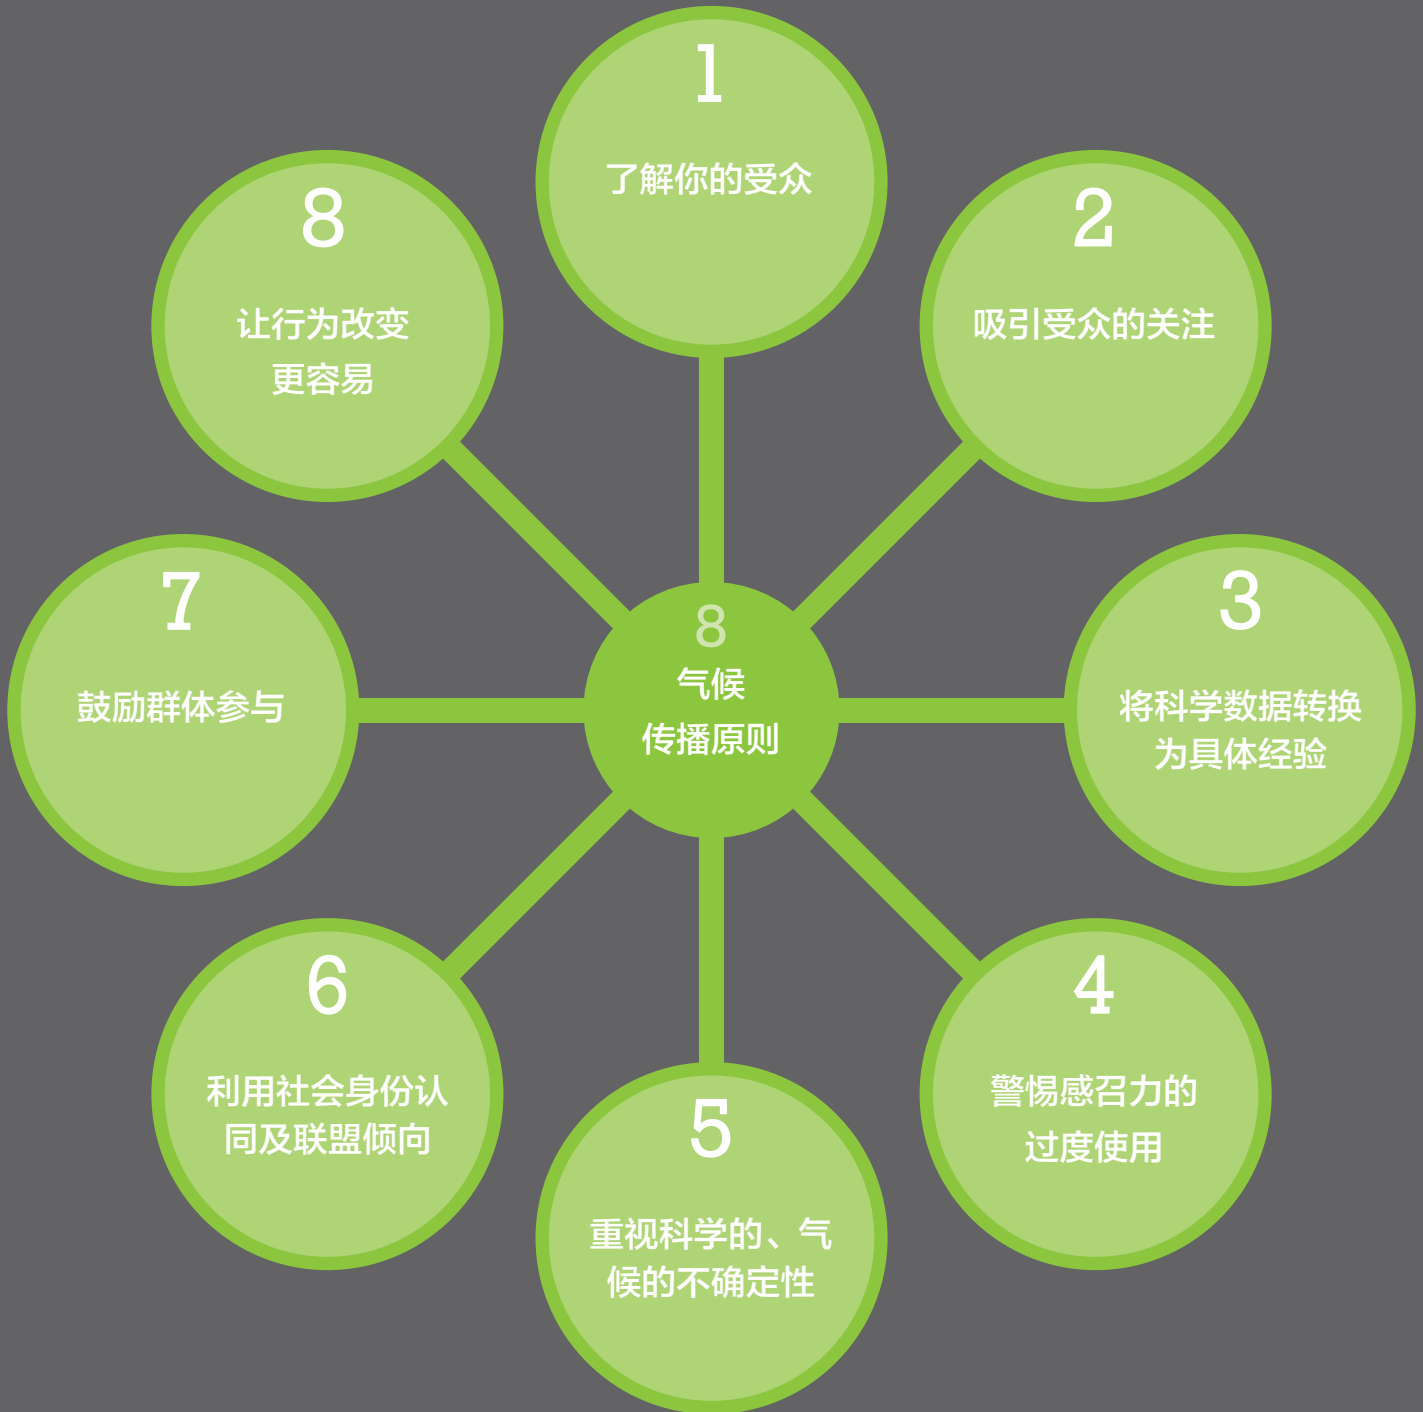 1
了解你的受众
2
吸引受众的关注
3
将科学数据转换
为具体经验
4
警惕感召力的
过度使用
5
重视科学的、气
候的不确定性
6
利用社会身份认
同及联盟倾向
7
鼓励群体参与
8
让行为改变
更容易
8
气候
传播原则